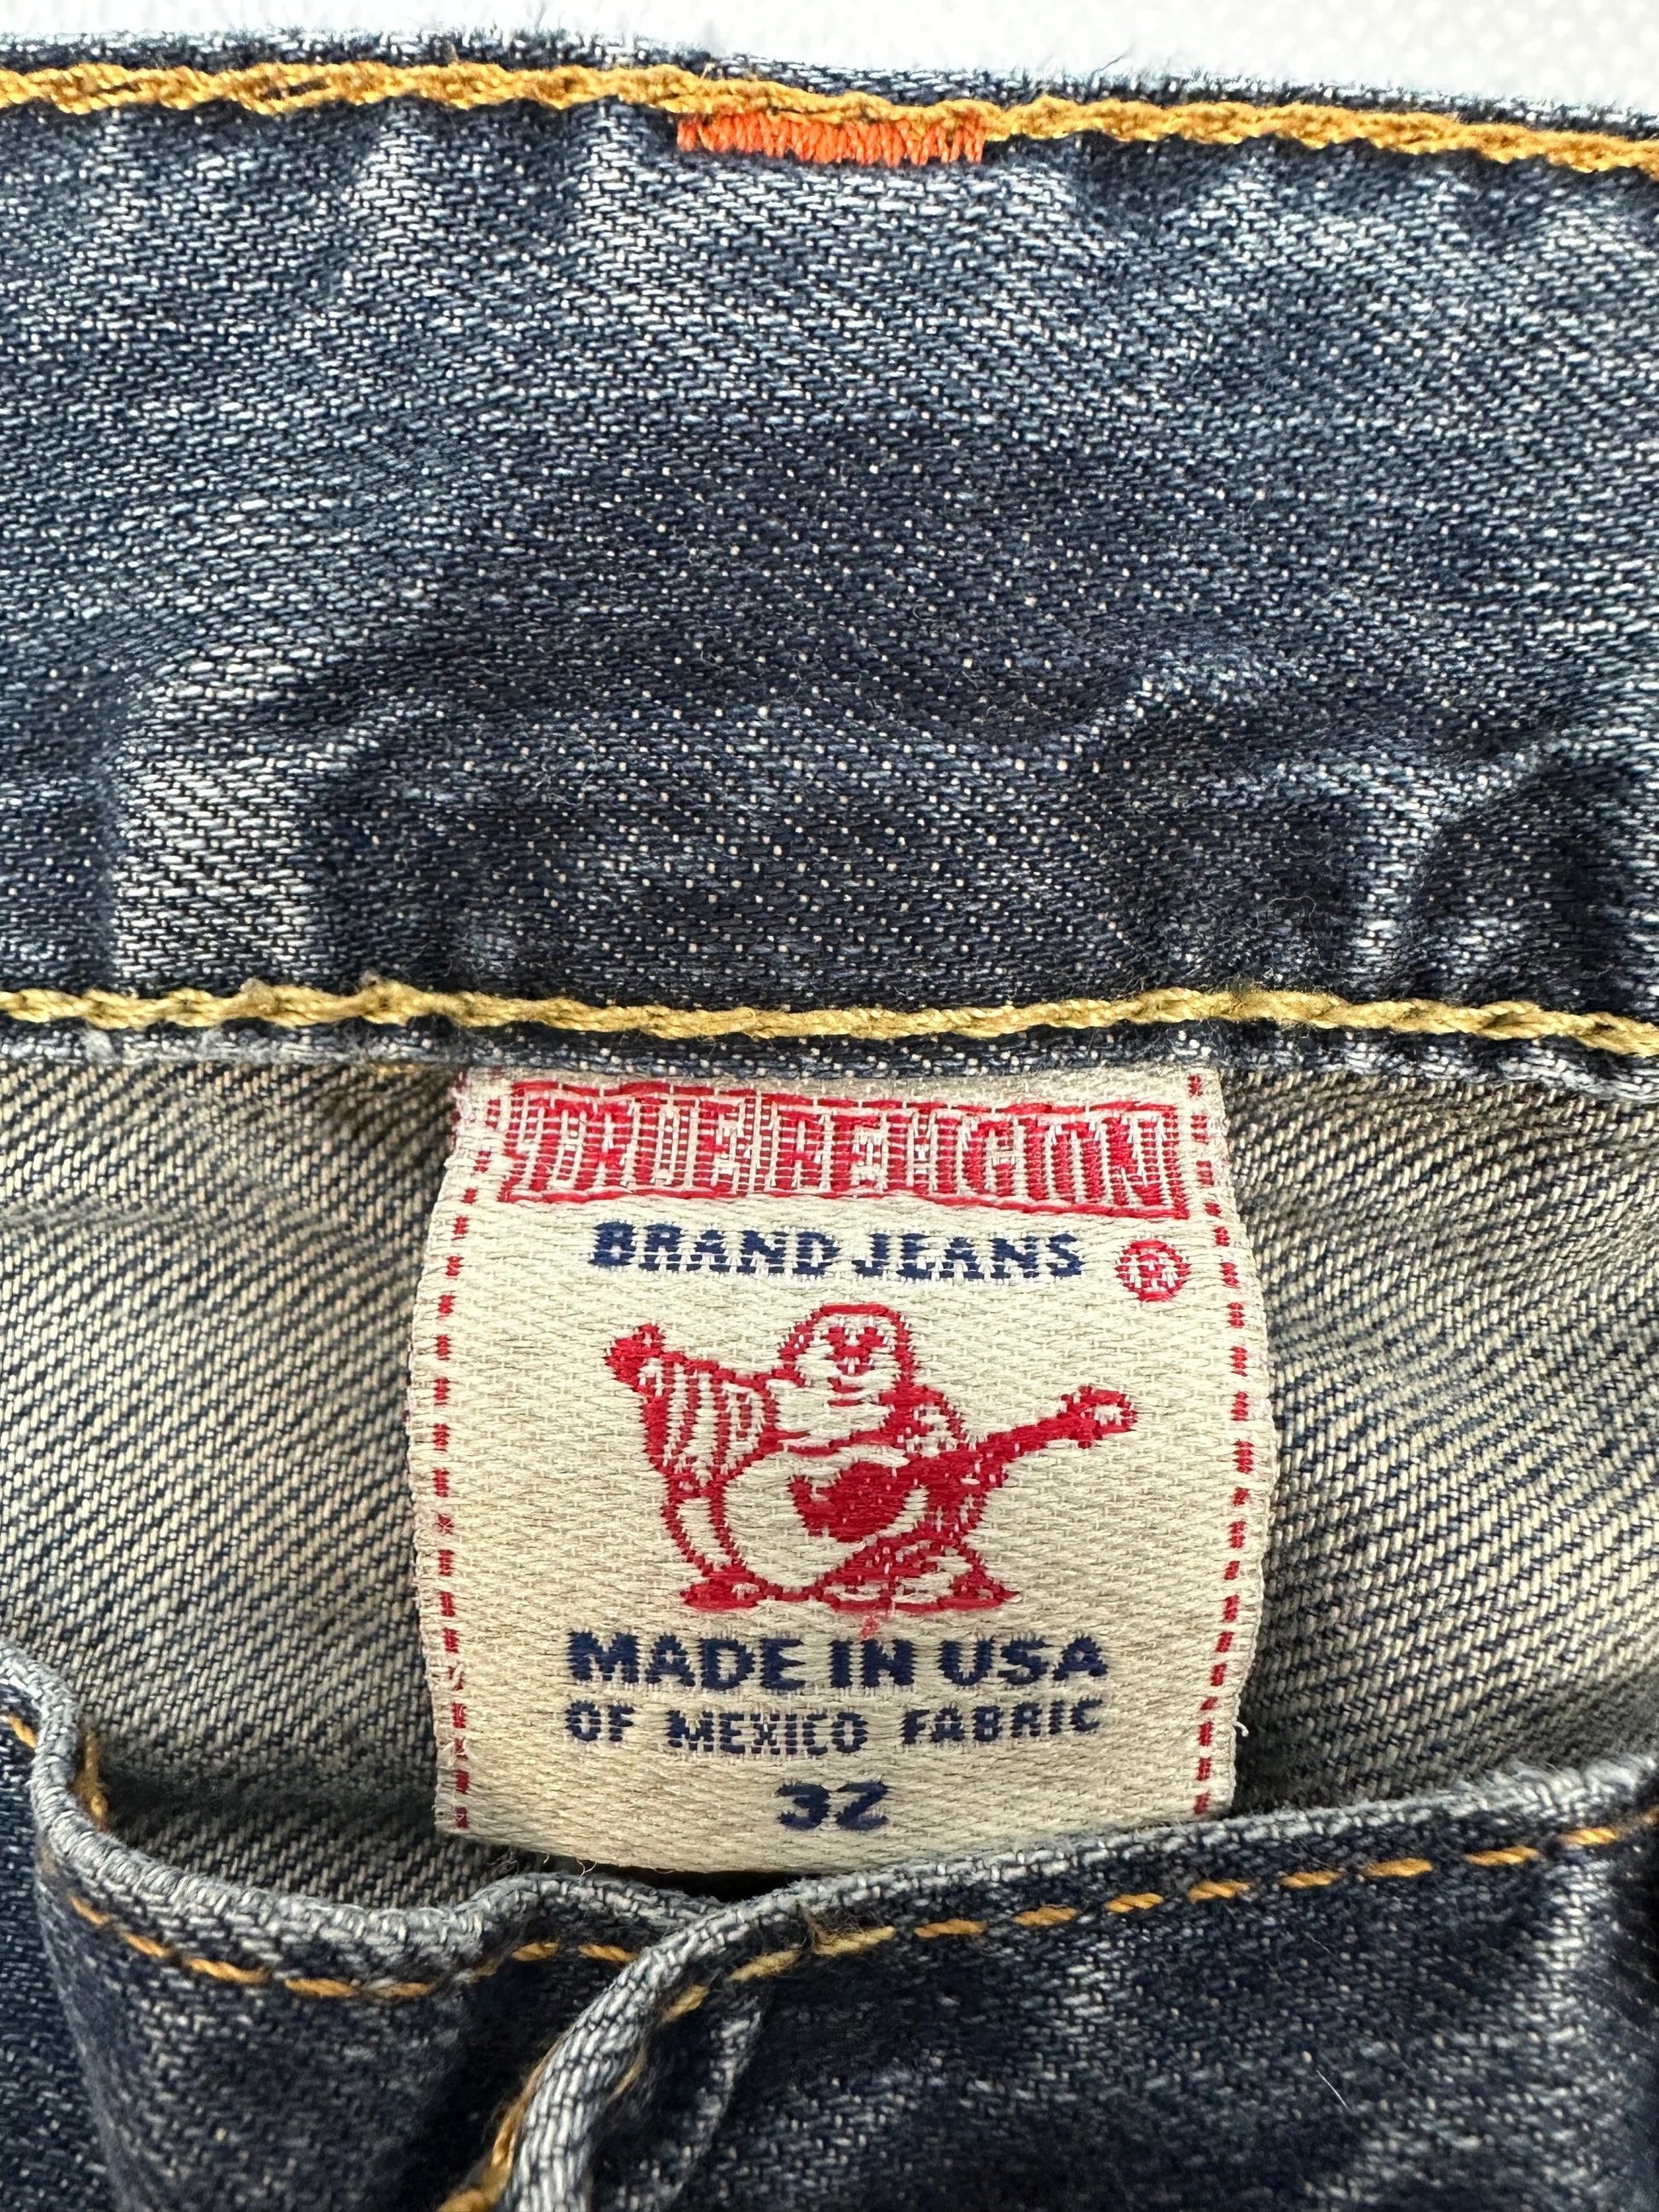 TRUE RELIGION
BRAND JEANS ®
MADE IN USA
OF MEXICO FABRIC
32